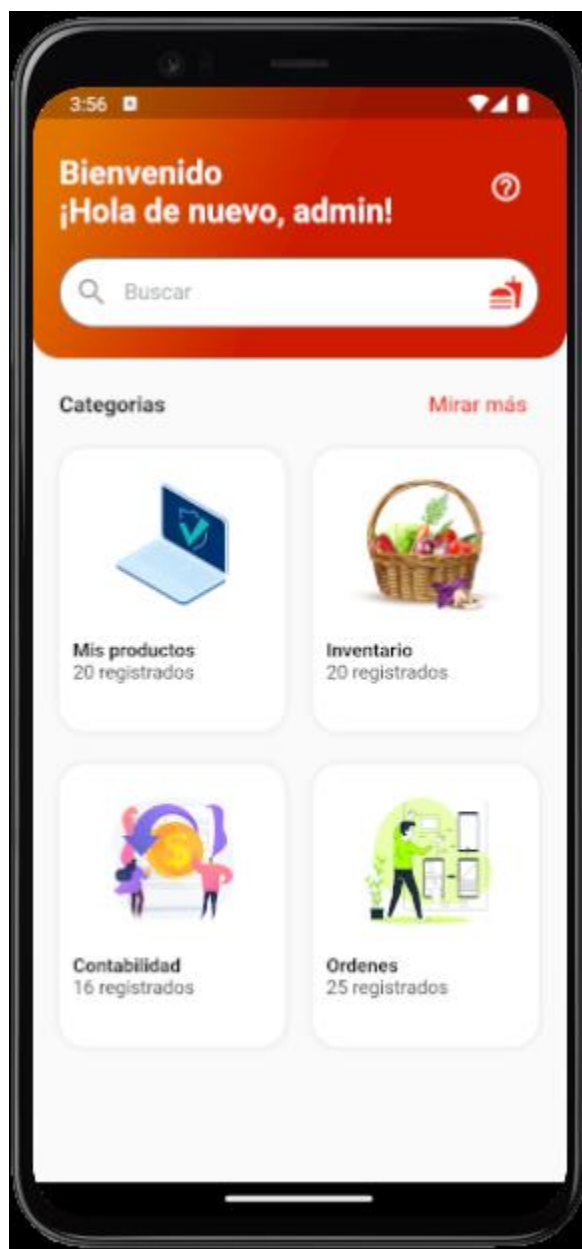 3:56
Bienvenido
¡Hola de nuevo, admin!
Buscar
Categorias
Mirar más
Mis productos
20 registrados
Inventario
20 registrados
Contabilidad
16 registrados
Ordenes
25 registrados